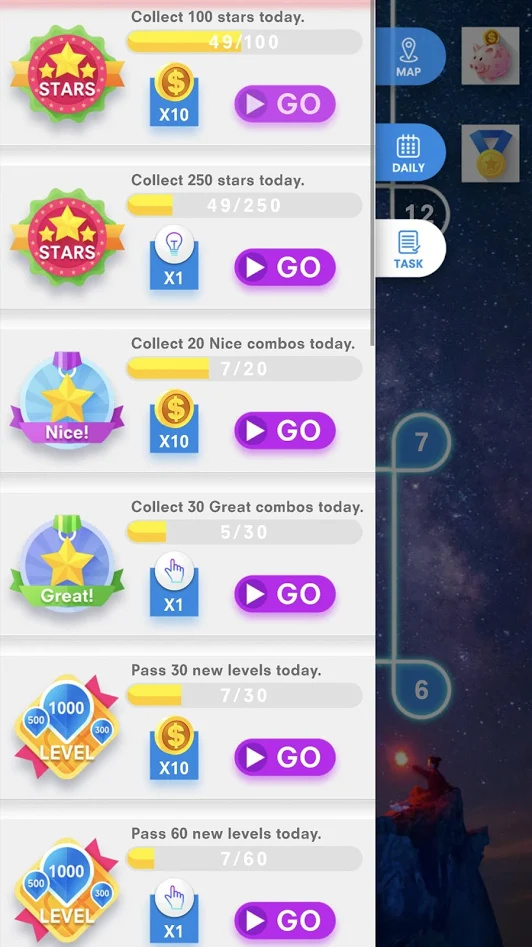 Collect 100 stars today.
49/100
STARS
X10
GO
Collect 250 stars today.
49/250
STARS
X1
GO
Collect 20 Nice combos today.
7/20
Nice!
X10
GO
Collect 30 Great combos today.
5/30
Great!
X1
GO
Pass 30 new levels today.
7/30
1000
500
300
LEVEL
X10
GO
Pass 60 new levels today.
7/60
1000
500
300
LEVEL
X1
GO
MAP
DAILY
12
TASK
7
6